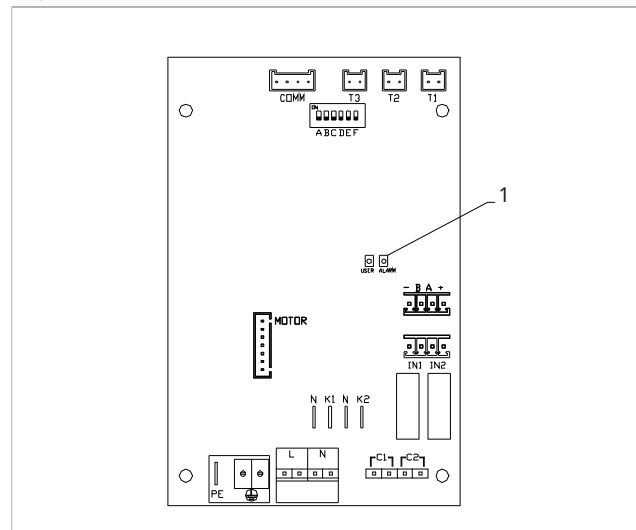 COMM T3 T2 T1
ON
ABCDEF
1
USER ALARM
- B A +
MOTOR
IN1 IN2
N K1 N K2
L N
C1 C2
PE